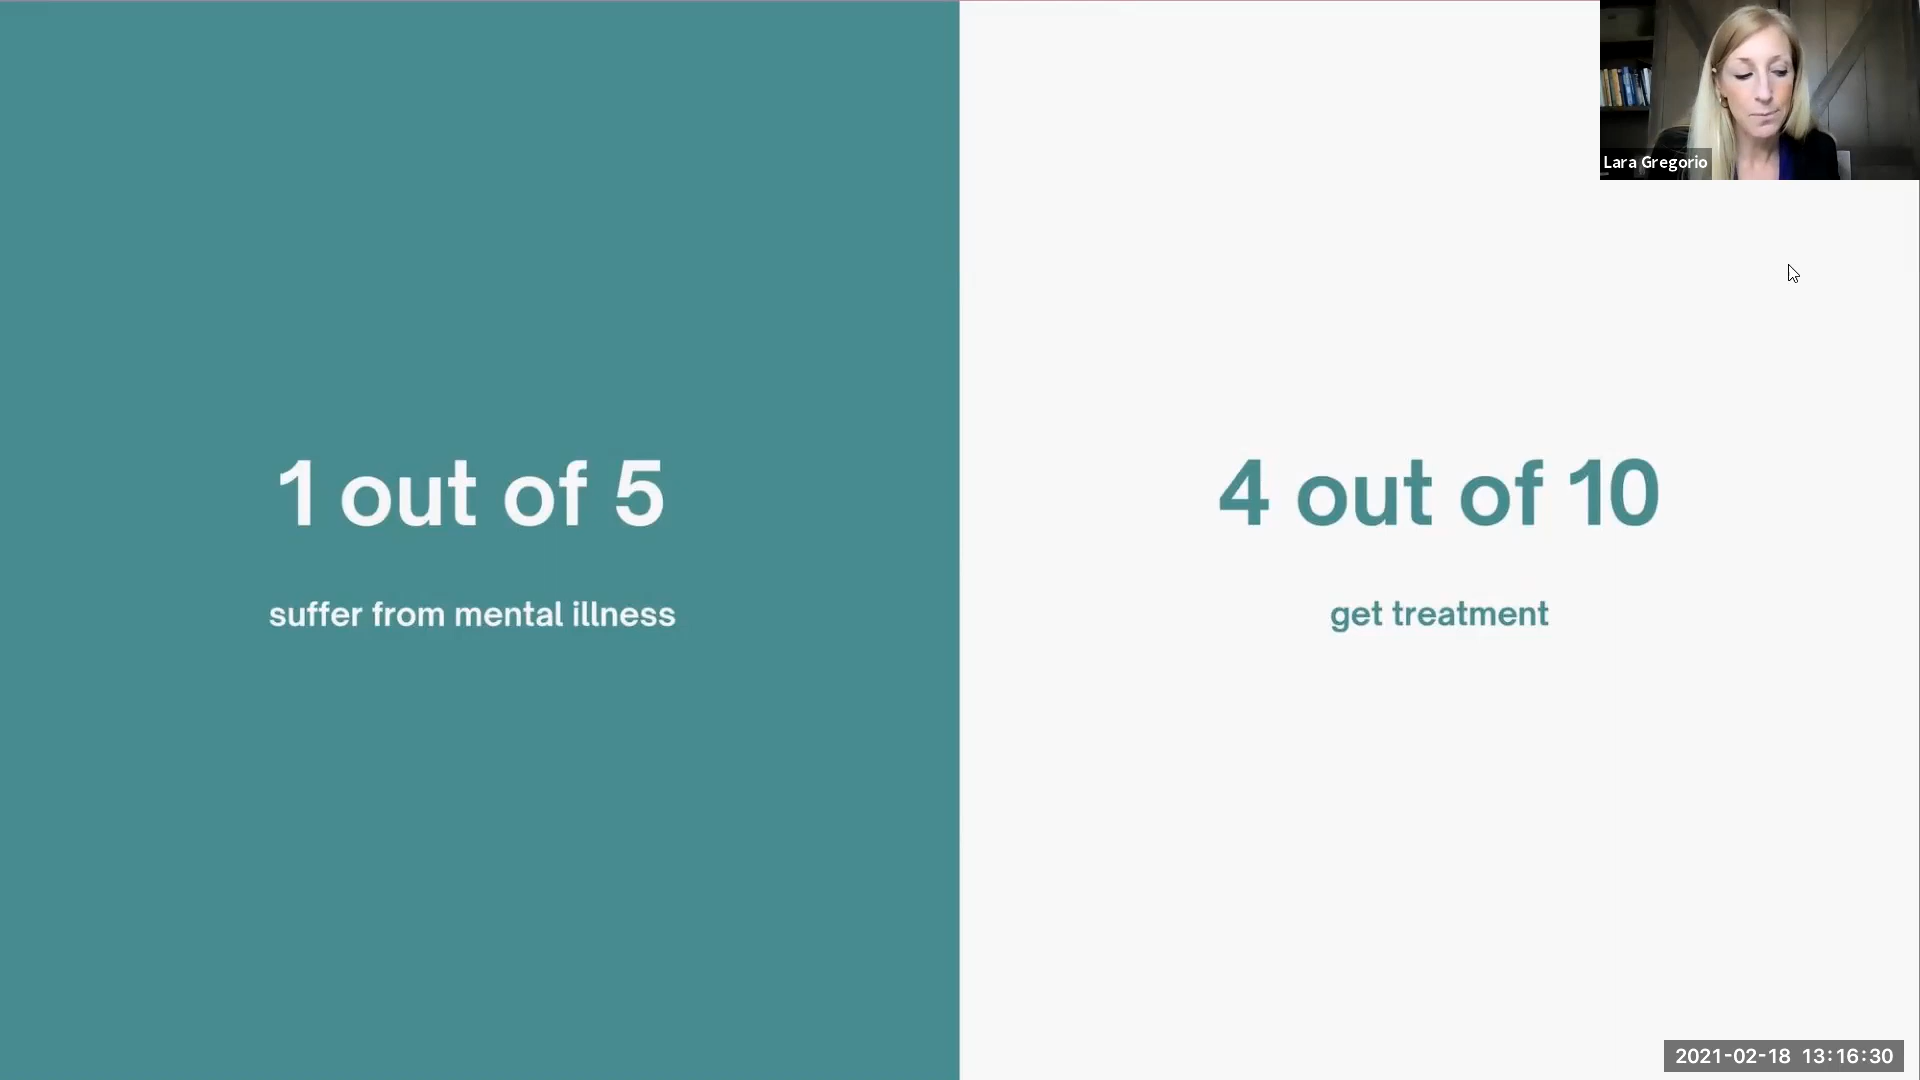 Lara Gregorio
1 out of 5
suffer from mental illness
4 out of 10
get treatment
2021-02-18 13:16:30